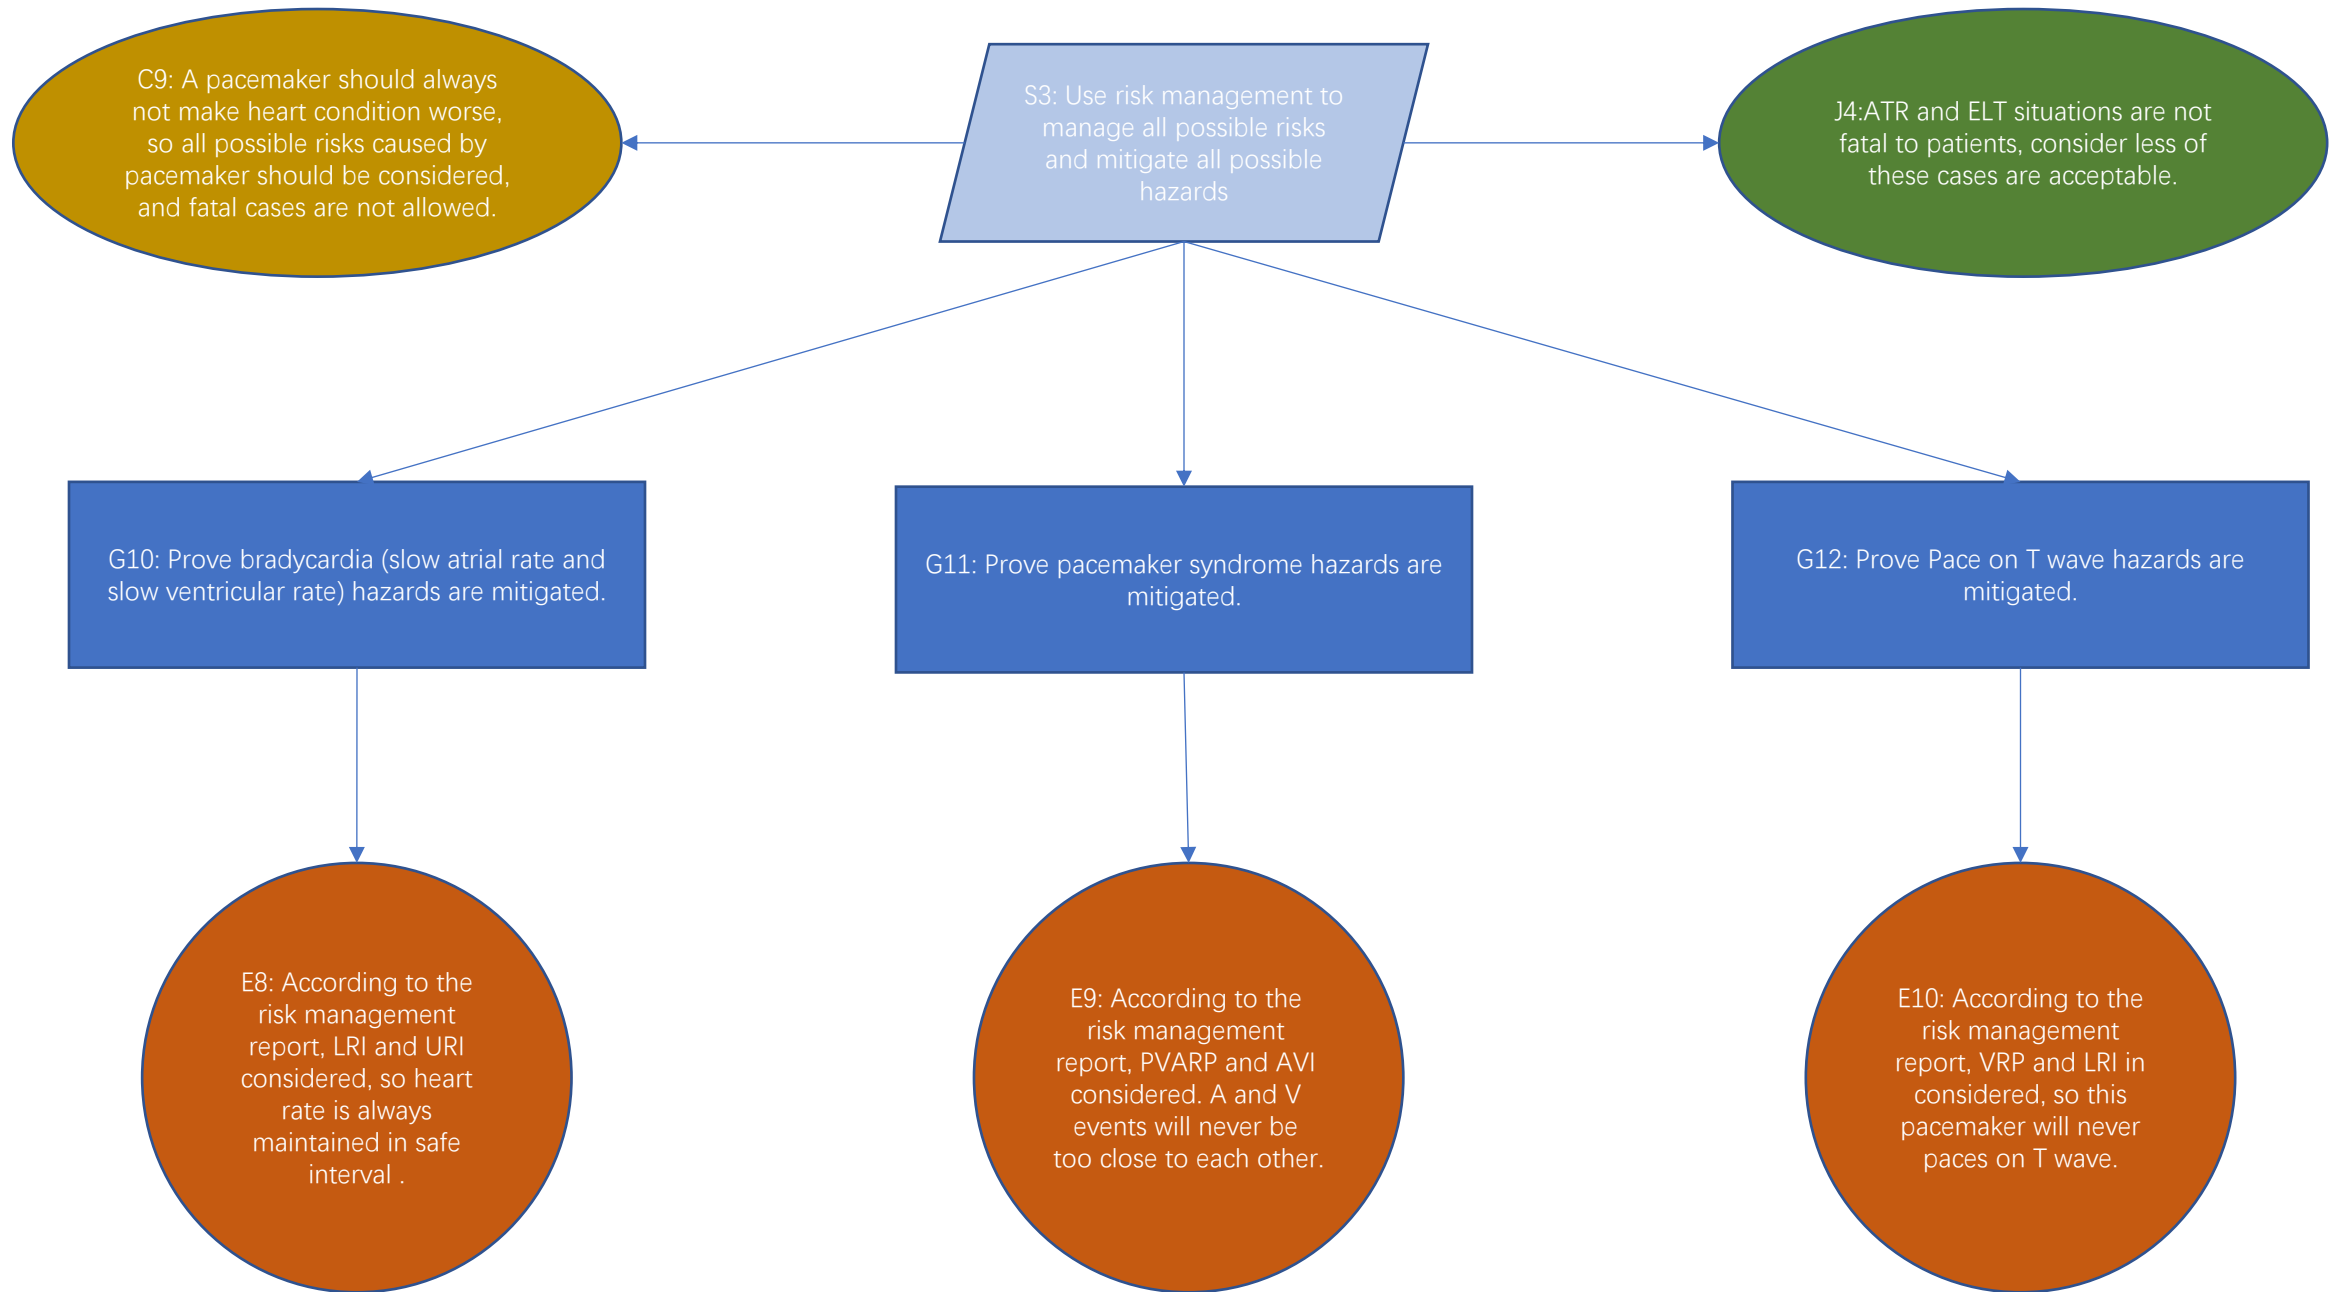 C9: A pacemaker should always
not make heart condition worse,
so all possible risks caused by
pacemaker should be considered,
and fatal cases are not allowed.
S3: Use risk management to
manage all possible risks
and mitigate all possible
hazards
J4:ATR and ELT situations are not
fatal to patients, consider less of
these cases are acceptable.
G10: Prove bradycardia (slow atrial rate and
slow ventricular rate) hazards are mitigated.
G11: Prove pacemaker syndrome hazards are
mitigated.
G12: Prove Pace on T wave hazards are
mitigated.
E8: According to the
risk management
report, LRI and URI
considered, so heart
rate is always
maintained in safe
interval .
E9: According to the
risk management
report, PVARP and AVI
considered. A and V
events will never be
too close to each other.
E10: According to the
risk management
report, VRP and LRI in
considered, so this
pacemaker will never
paces on T wave.